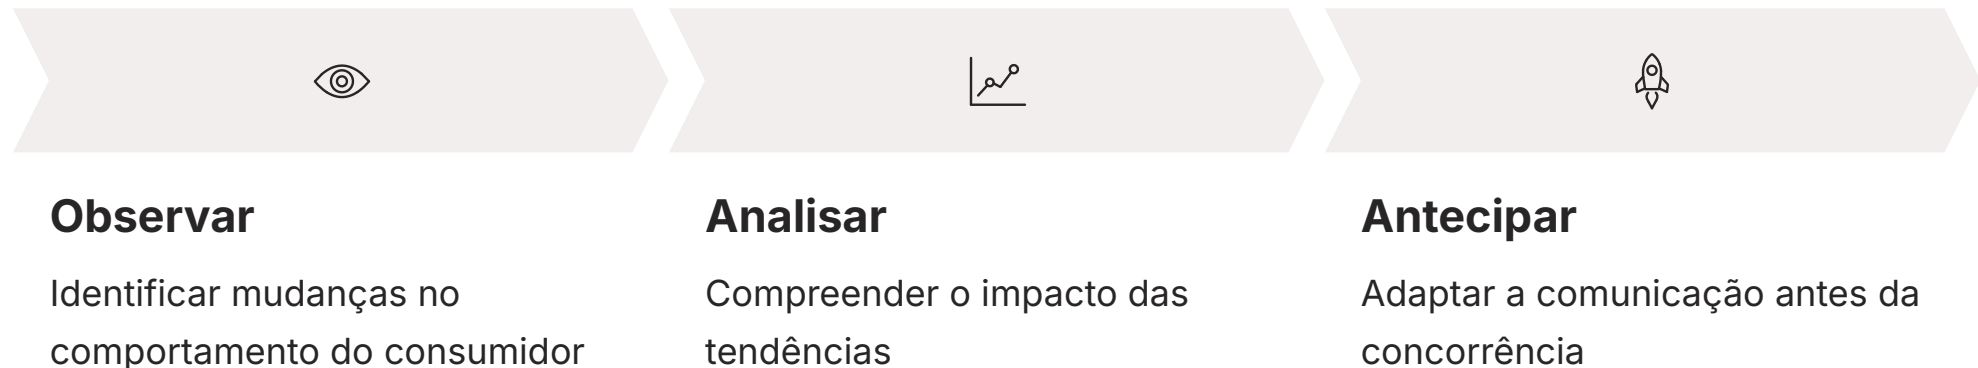 Observar
Identificar mudanças no
comportamento do consumidor
Analisar
Compreender o impacto das
tendências
Antecipar
Adaptar a comunicação antes da
concorrência